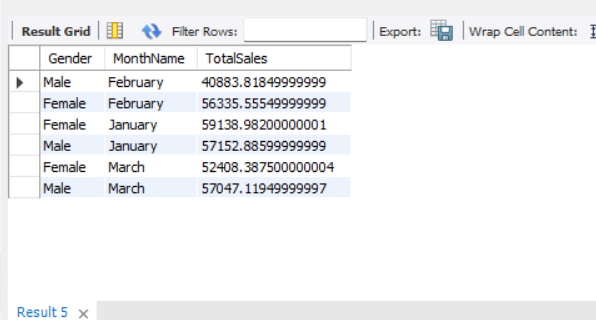 Result Grid Filter Rows: Export: Wrap Cell Content:
Gender MonthName TotalSales
Male February 40883.81849999999
Female February 56335.55549999999
Female January 59138.98200000001
Male January 57152.88599999999
Female March 52408.387500000004
Male March 57047.11949999997
Result 5